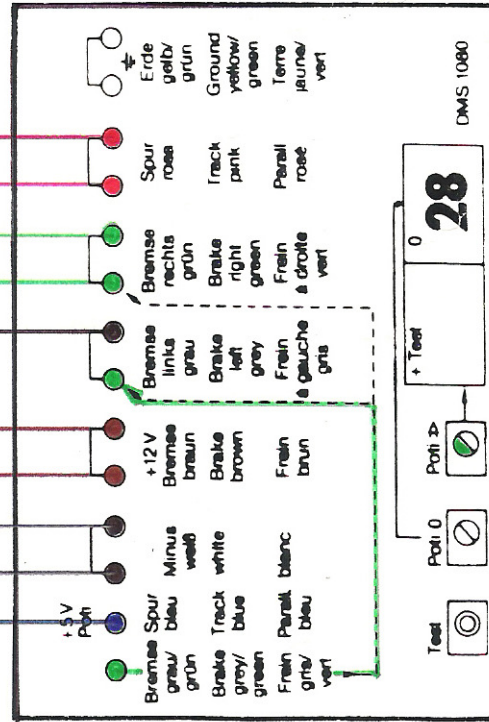 +5 V
Poti
Bremse
grau/
grün
Brake
grey/
green
Frein
gris/
vert
Spur/
blau
Track
blue
Parall.
bleu
Minus
weiß
white
blanc
+12 V
Bremse
braun
Brake
brown
Frein
brun
Bremse
links
grau
Brake
left
grey
Frein
à gauche
gris
Bremse
rechts
grün
Brake
right
green
Frein
à droite
vert
Spur
rosa
Track
pink
Parall
rosé
Erde
gelb/
grün
Ground
yellow/
green
Terre
jaune/
vert
Test
Poti 0
Poti ⊳
+ Test
0
28
DMS 1080